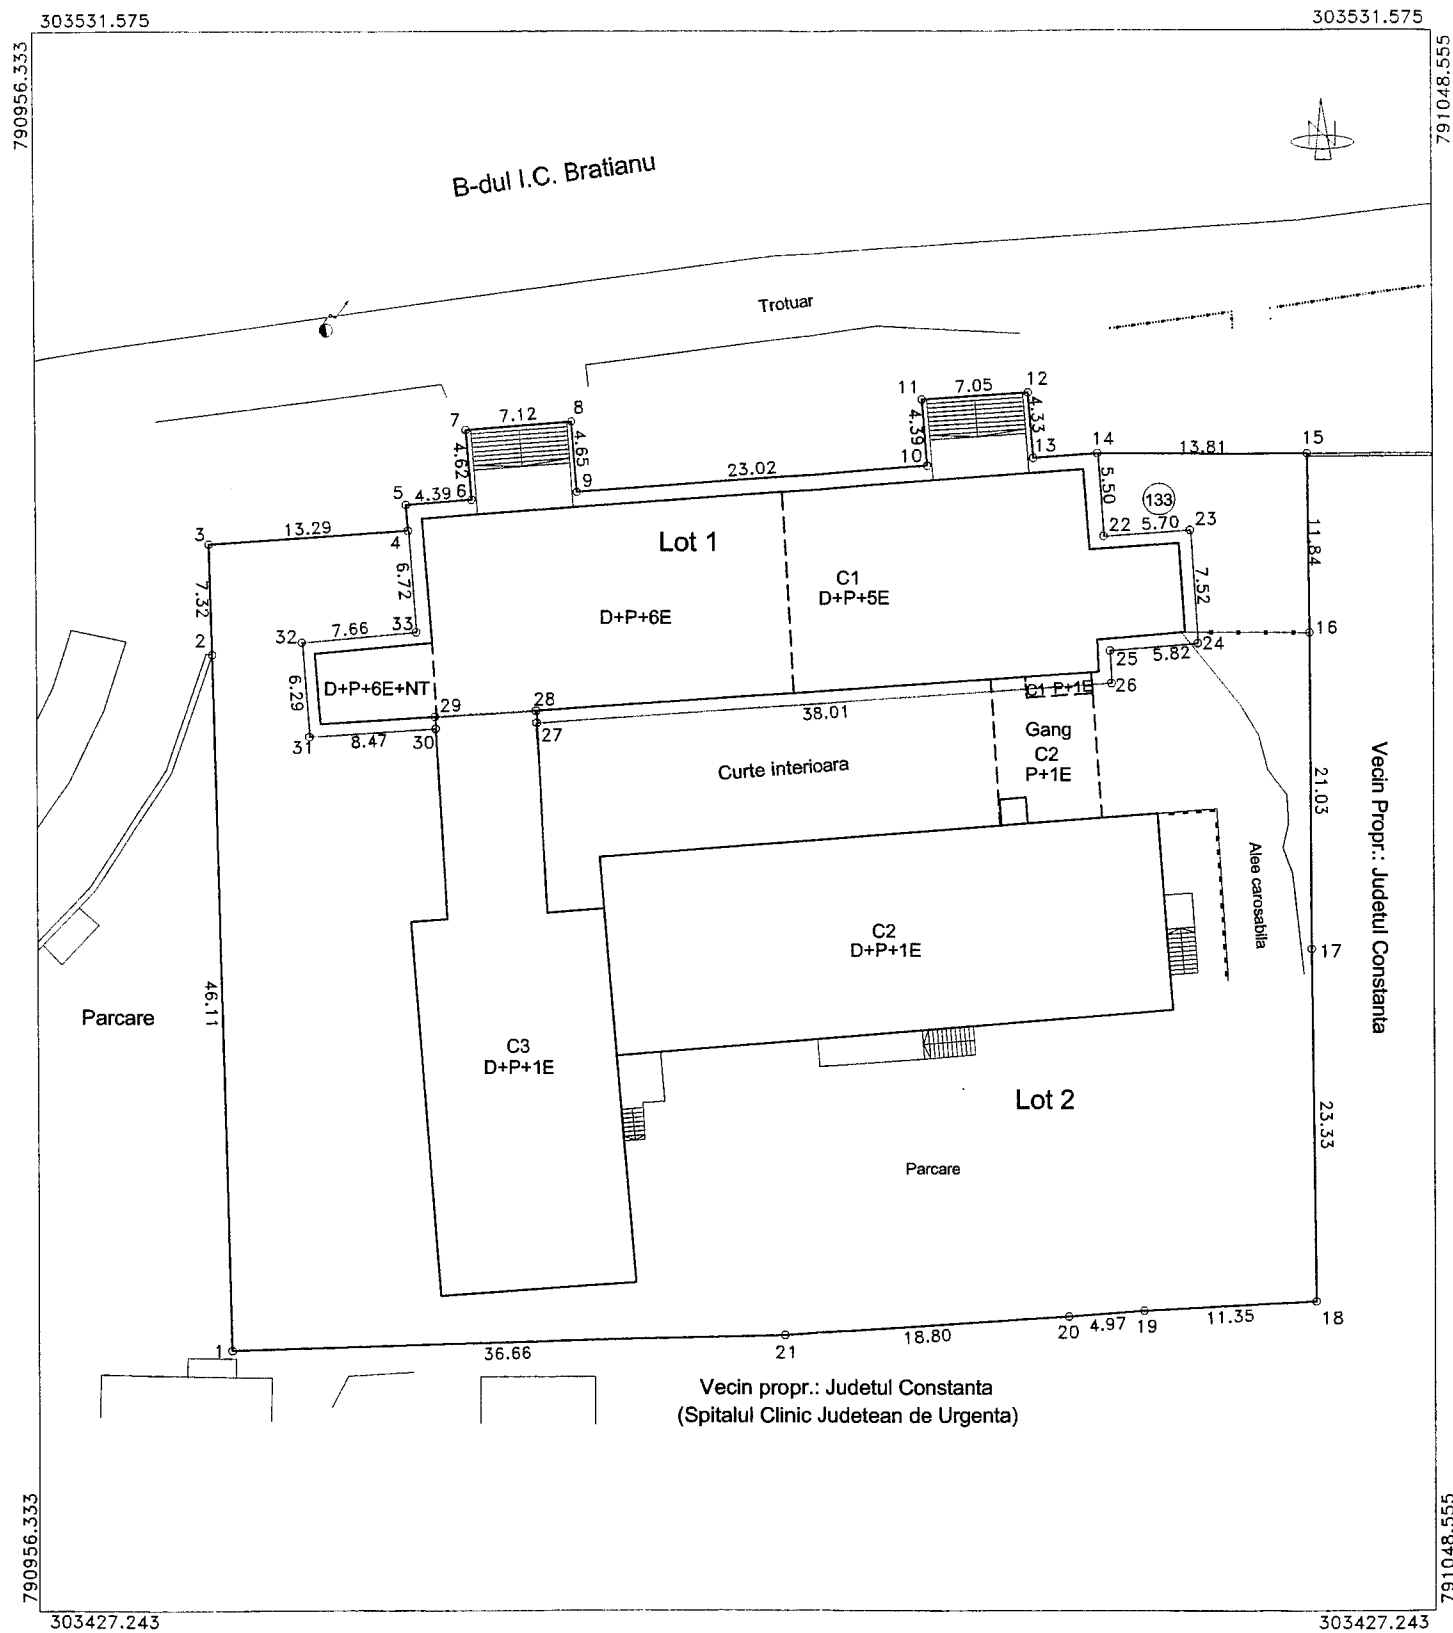 303531.575
303531.575
790956.333
791048.555
N
B-dul I.C. Bratianu
Trotuar
11
7.05
12
4.39
4.33
7
7.12
8
4.62
4.65
10
13
14
13.81
15
5
4.39
6
9
23.02
5.50
133
3
13.29
4
Lot 1
22
5.70
23
11.84
7.32
6.72
C1
D+P+5E
7.52
D+P+6E
2
32
7.66
33
16
24
25
5.82
6.29
D+P+6E+NT
29
28
26
C1 P+1E
38.01
31
8.47
30
27
Gang
C2
P+1E
Curte interioara
21.03
Vecin Propr.: Judetul Constanta
Alee carosabila
C2
D+P+1E
17
46.11
Parcare
C3
D+P+1E
Lot 2
23.33
Parcare
1
36.66
21
18.80
20
4.97
19
11.35
18
Vecin propr.: Judetul Constanta
(Spitalul Clinic Judetean de Urgenta)
790956.333
791048.555
303427.243
303427.243